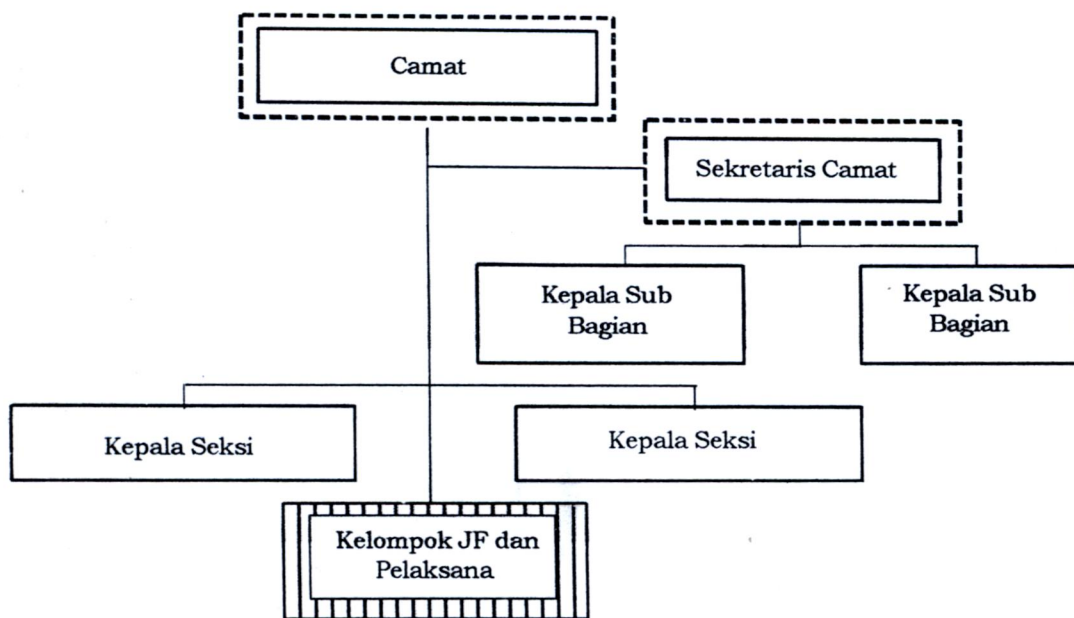 Camat
Sekretaris Camat
Kepala Sub
Bagian
Kepala Sub
Bagian
Kepala Seksi
Kepala Seksi
Kelompok JF dan
Pelaksana